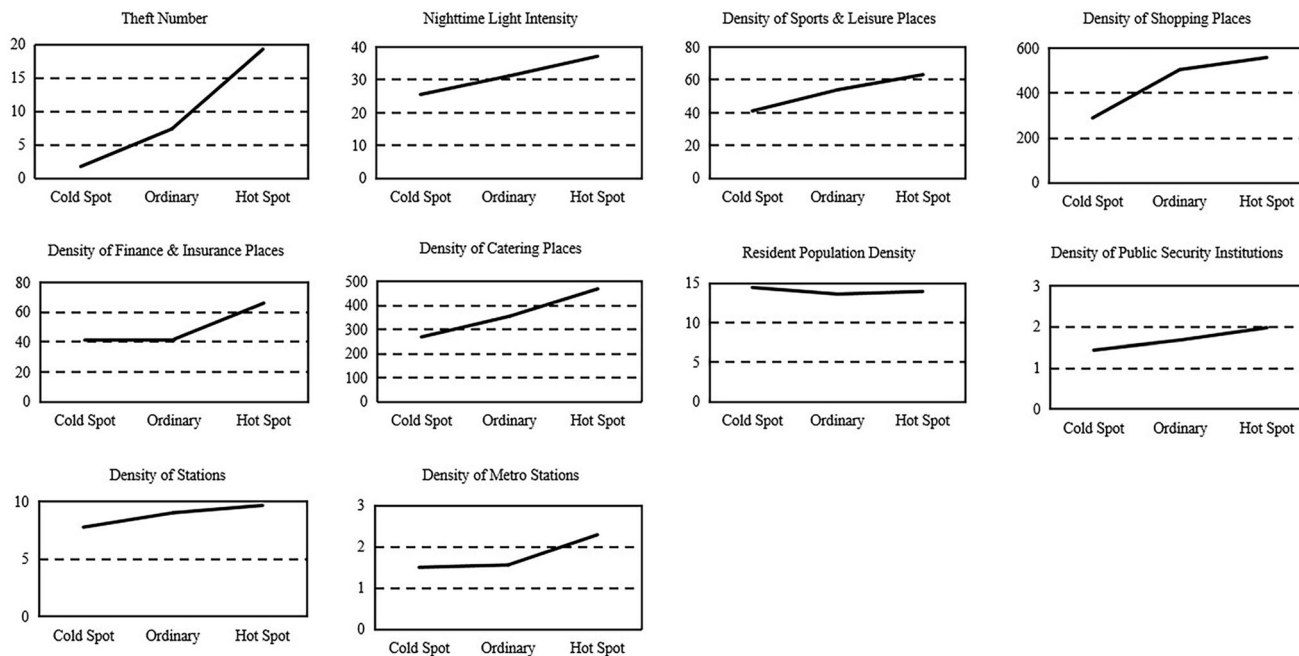 Theft Number
20
15
10
5
0
Cold Spot Ordinary Hot Spot
Nighttime Light Intensity
40
30
20
10
0
Cold Spot Ordinary Hot Spot
Density of Sports & Leisure Places
80
60
40
20
0
Cold Spot Ordinary Hot Spot
Density of Shopping Places
600
400
200
0
Cold Spot Ordinary Hot Spot
Density of Finance & Insurance Places
80
60
40
20
0
Cold Spot Ordinary Hot Spot
Density of Catering Places
500
400
300
200
100
0
Cold Spot Ordinary Hot Spot
Resident Population Density
15
10
5
0
Cold Spot Ordinary Hot Spot
Density of Public Security Institutions
3
2
1
0
Cold Spot Ordinary Hot Spot
Density of Stations
10
5
0
Cold Spot Ordinary Hot Spot
Density of Metro Stations
3
2
1
0
Cold Spot Ordinary Hot Spot